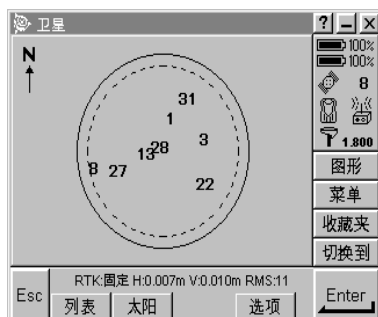 卫星 ? – x
N
100%
100%
8
1.800
31
1
3
28
13
8 27
22
图形
菜单
收藏夹
切换到
RTK:固定 H:0.007m V:0.010m RMS:11
Esc 列表 太阳 选项 Enter